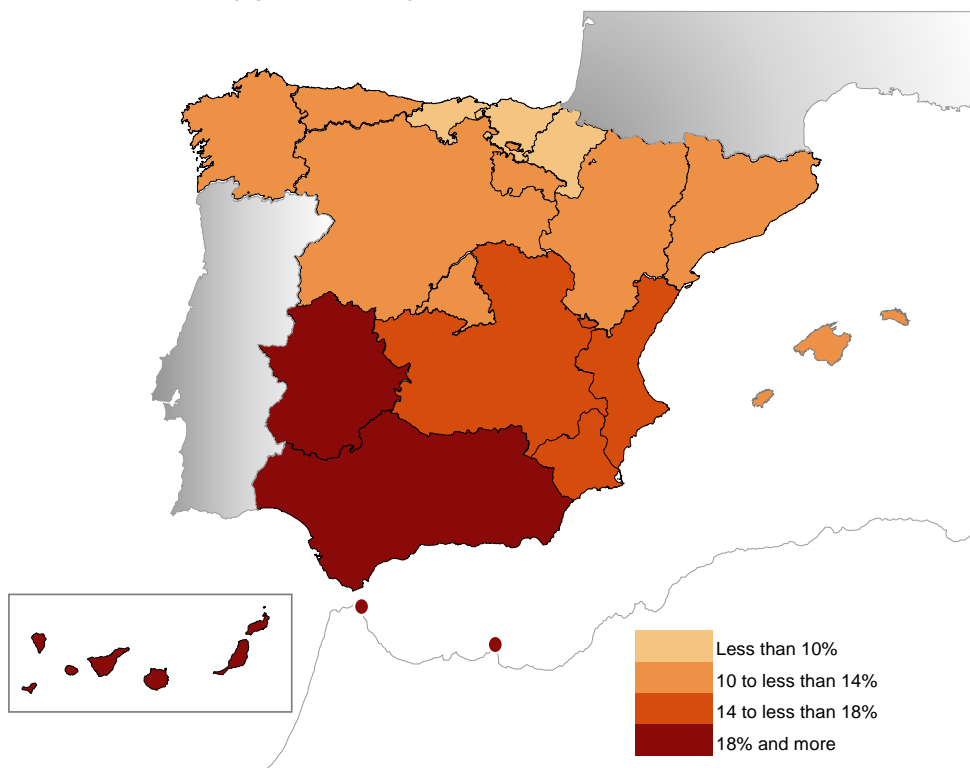 Less than 10%
10 to less than 14%
14 to less than 18%
18% and more